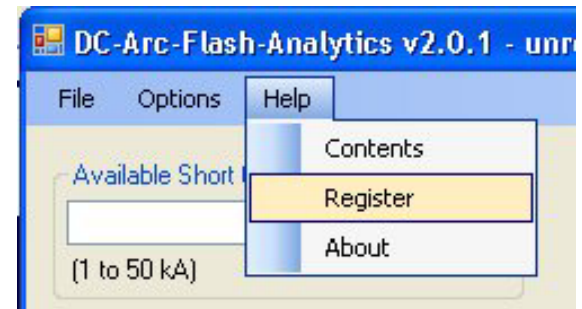 DC-Arc-Flash-Analytics v2.0.1 -
File Options Help
Contents
Available Short
Register
(1 to 50 kA)
About